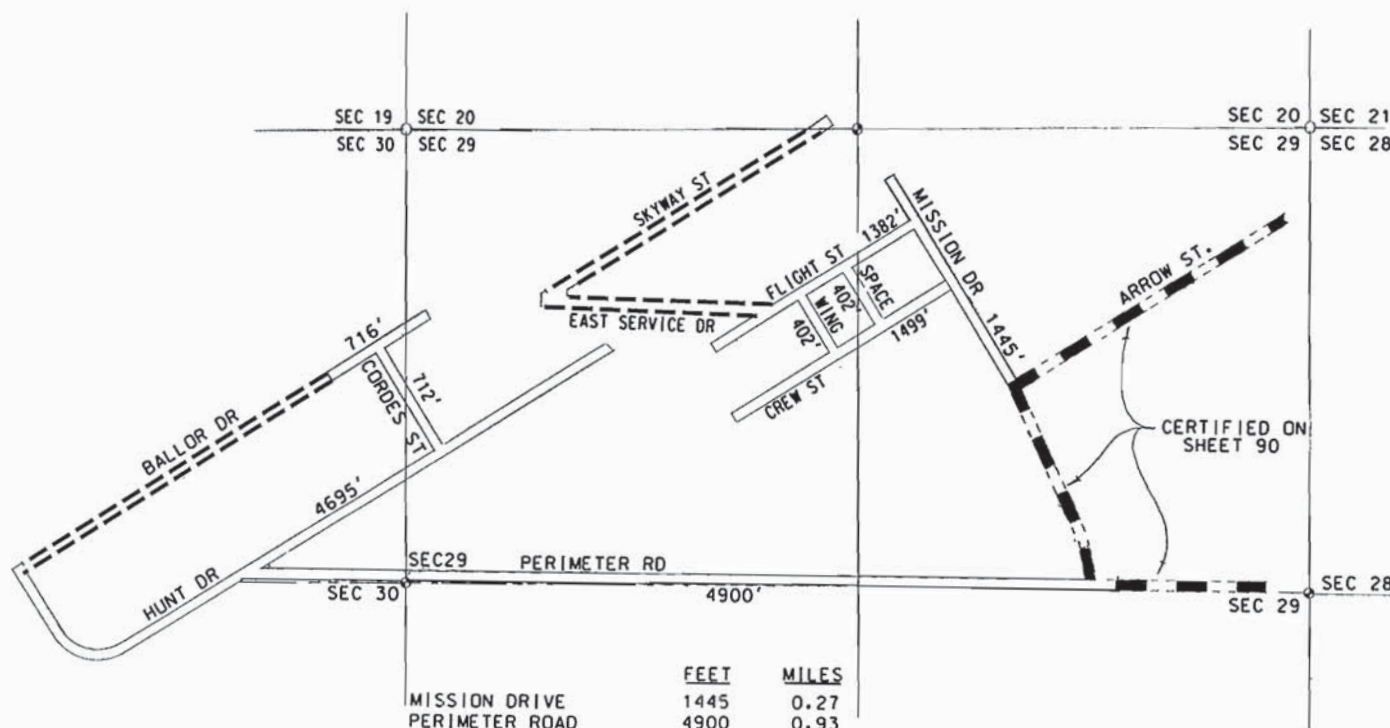 SEC 19 SEC 20
SEC 30 SEC 29
SEC 20 SEC 21
SEC 29 SEC 28
SKYWAY ST
MISSION DR
1382'
FLIGHT ST
SPACE
402'
WING
402'
ARROW ST.
EAST SERVICE DR
1499'
1445'
CREW ST
716'
CORDES ST
712'
BALLOR DR
CERTIFIED ON
SHEET 90
4695'
HUNT DR
SEC29
PERIMETER RD
SEC 30
4900'
SEC 28
SEC 29
FEET MILES
MISSION DRIVE 1445 0.27
PERIMETER ROAD 4900 0.93